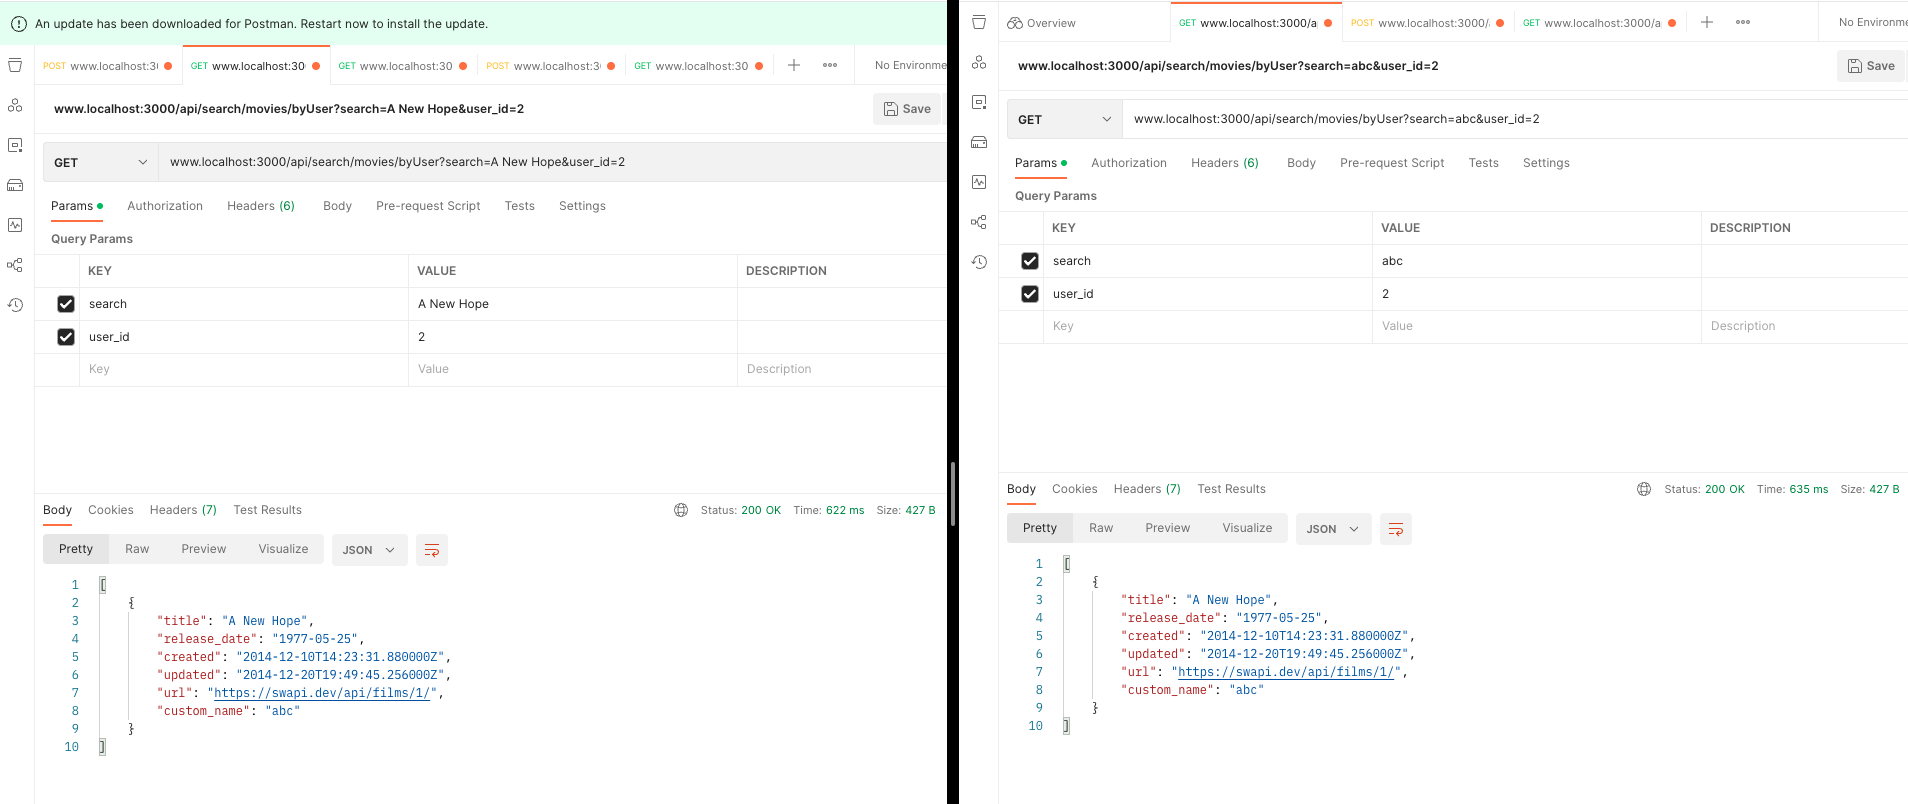 An update has been downloaded for Postman. Restart now to install the update.
POST www.localhost:3(
GET www.localhost:30
GET www.localhost:30
POST www.localhost:3(
GET www.localhost:30
No Environme
www.localhost:3000/api/search/movies/byUser?search=A New Hope&user_id=2
Save
GET
www.localhost:3000/api/search/movies/byUser?search=A New Hope&user_id=2
Params Authorization Headers (6) Body Pre-request Script Tests Settings
Query Params
KEY VALUE DESCRIPTION
search A New Hope
user_id 2
Key Value Description
Body Cookies Headers (7) Test Results
Status: 200 OK Time: 622 ms Size: 427 B
Pretty Raw Preview Visualize JSON
1 [
2 {
3 "title": "A New Hope",
4 "release_date": "1977-05-25",
5 "created": "2014-12-10T14:23:31.880000Z",
6 "updated": "2014-12-20T19:49:45.256000Z",
7 "url": "https://swapi.dev/api/films/1/",
8 "custom_name": "abc"
9 }
10 ]
Overview
GET www.localhost:3000/a
POST www.localhost:3000/
GET www.localhost:3000/a
No Environme
www.localhost:3000/api/search/movies/byUser?search=abc&user_id=2
Save
GET
www.localhost:3000/api/search/movies/byUser?search=abc&user_id=2
Params Authorization Headers (6) Body Pre-request Script Tests Settings
Query Params
KEY VALUE DESCRIPTION
search abc
user_id 2
Key Value Description
Body Cookies Headers (7) Test Results
Status: 200 OK Time: 635 ms Size: 427 B
Pretty Raw Preview Visualize JSON
1 [
2 {
3 "title": "A New Hope",
4 "release_date": "1977-05-25",
5 "created": "2014-12-10T14:23:31.880000Z",
6 "updated": "2014-12-20T19:49:45.256000Z",
7 "url": "https://swapi.dev/api/films/1/",
8 "custom_name": "abc"
9 }
10 ]